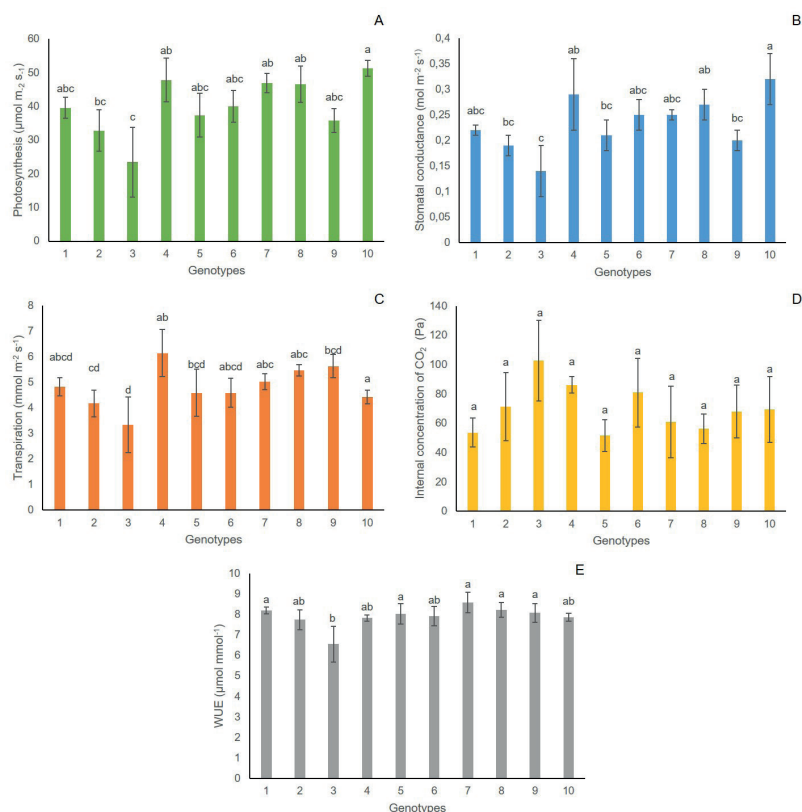 A
Photosynthesis (µmol m-2 s-1)
60
50
40
30
20
10
0
abc
bc
c
ab
abc
abc
ab
ab
abc
a
1 2 3 4 5 6 7 8 9 10
Genotypes
B
Stomatal conductance (mol m-2 s-1)
0,4
0,35
0,3
0,25
0,2
0,15
0,1
0,05
0
abc
bc
c
ab
bc
abc
abc
ab
bc
a
1 2 3 4 5 6 7 8 9 10
Genotypes
C
Transpiration (mmol m-2 s-1)
8
7
6
5
4
3
2
1
0
abcd
cd
d
ab
bcd
abcd
abc
abc
bcd
a
1 2 3 4 5 6 7 8 9 10
Genotypes
D
Internal concentration of CO2 (Pa)
140
120
100
80
60
40
20
0
a
a
a
a
a
a
a
a
a
a
1 2 3 4 5 6 7 8 9 10
Genotypes
E
WUE (µmol mmol-1)
10
9
8
7
6
5
4
3
2
1
0
a
ab
b
ab
a
ab
a
a
a
ab
1 2 3 4 5 6 7 8 9 10
Genotypes